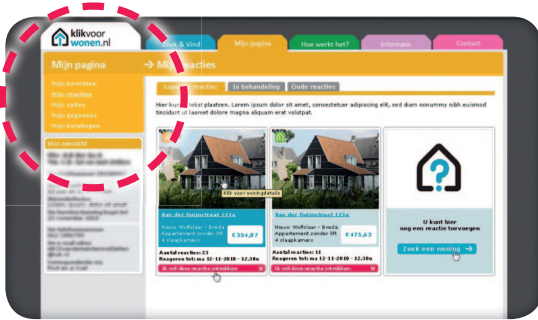 klikvoor
wonen.nl
Zoek & Vind
Mijn pagina
Hoe werkt het?
Informatie
Contact
Mijn pagina
→ Mijn reacties
Mijn berichten
Mijn reacties
Mijn opties
Mijn gegevens
Mijn betalingen
reacties
In behandeling
Oude reacties
Hier kunt u tekst plaatsen. Lorem ipsum dolor sit amet, consectetuer adipiscing elit, sed diam nonummy nibh euismod
tincidunt ut laoreet dolore magna aliquam erat volutpat.
Mijn overzicht
Klik voor woningdetails
Van der Duijnstraat 123a
Nieuw Wolfslaar - Breda
Appartement zonder lift
4 slaapkamers
€ 354,87
Aantal reacties: 23
Reageren tot: ma 12-11-2010 - 12.30u
Ik wil deze reactie intrekken
Van der Duijnstraat 123a
Nieuw Wolfslaar - Breda
Appartement zonder lift
4 slaapkamers
€ 475,63
Aantal reacties: 11
Reageren tot: ma 12-11-2010 - 12.30u
Ik wil deze reactie intrekken
U kunt hier
nog een reactie toevoegen
Zoek een woning →